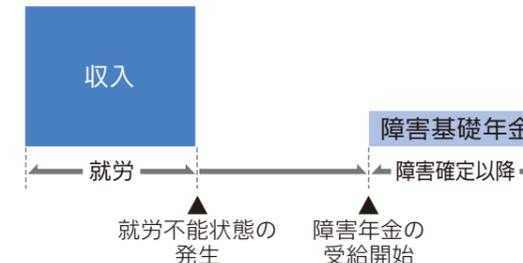 収入
障害基礎年金
就労
障害確定以降
就労不能状態の
発生
障害年金の
受給開始